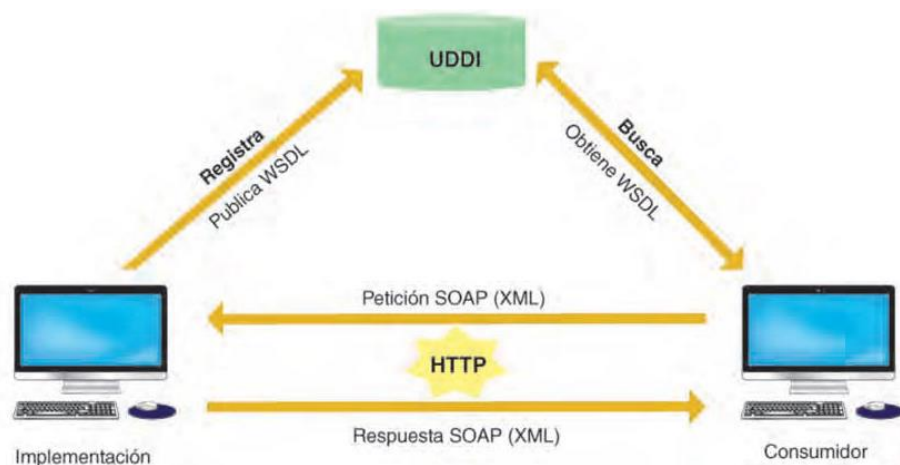 UDDI
Registra
Publica WSDL
Busca
Obtiene WSDL
Petición SOAP (XML)
HTTP
Respuesta SOAP (XML)
Implementación
Consumidor